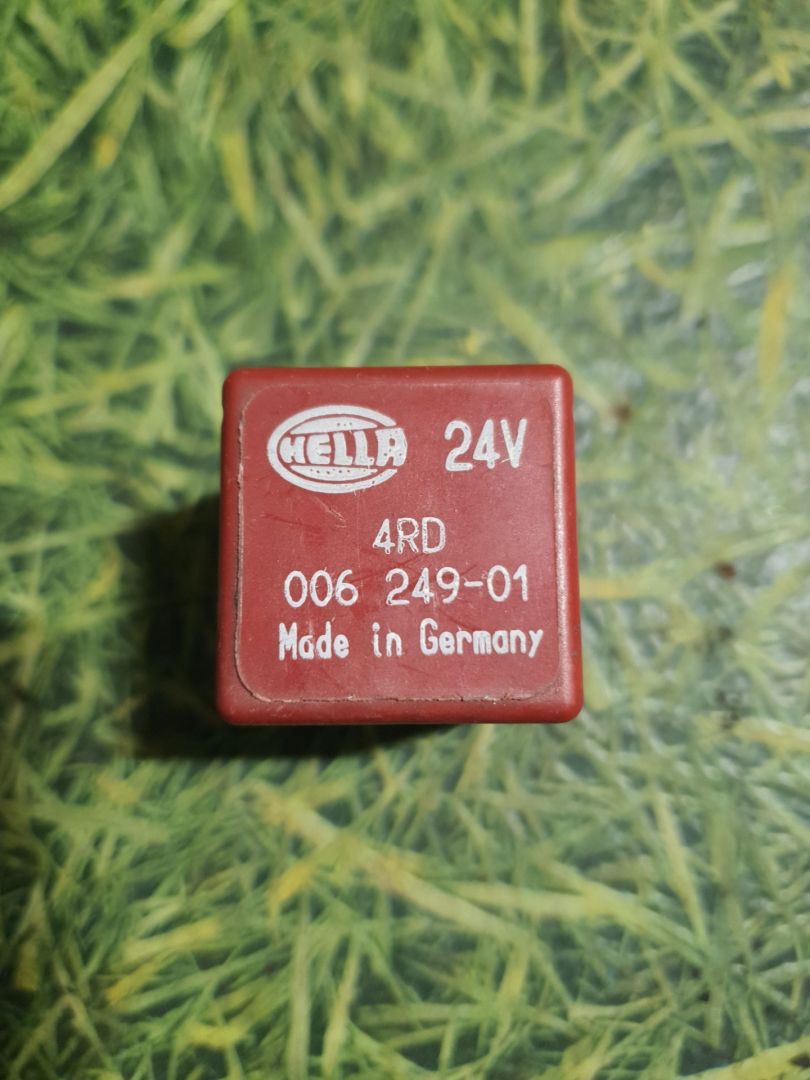 HELLA 24V
4RD
006 249-01
Made in Germany